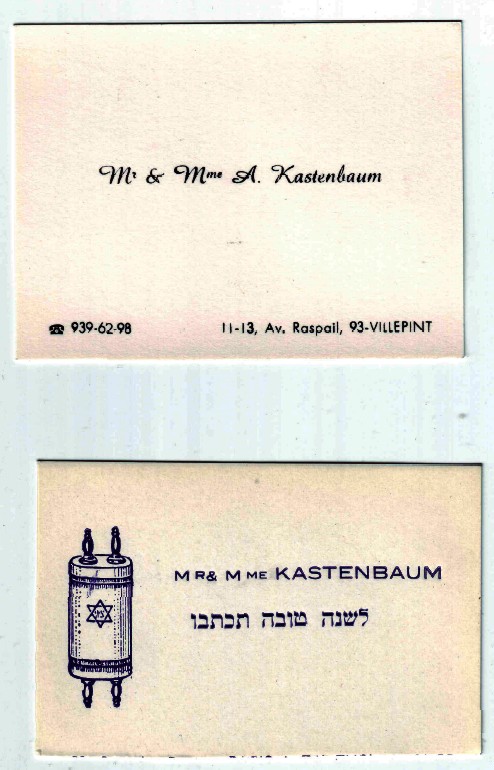 Mr & Mme A. Kastenbaum
☎ 939-62-98 11-13, Av. Raspail, 93-VILLEPINT
MR & MME KASTENBAUM
לשנה טובה תכתבו